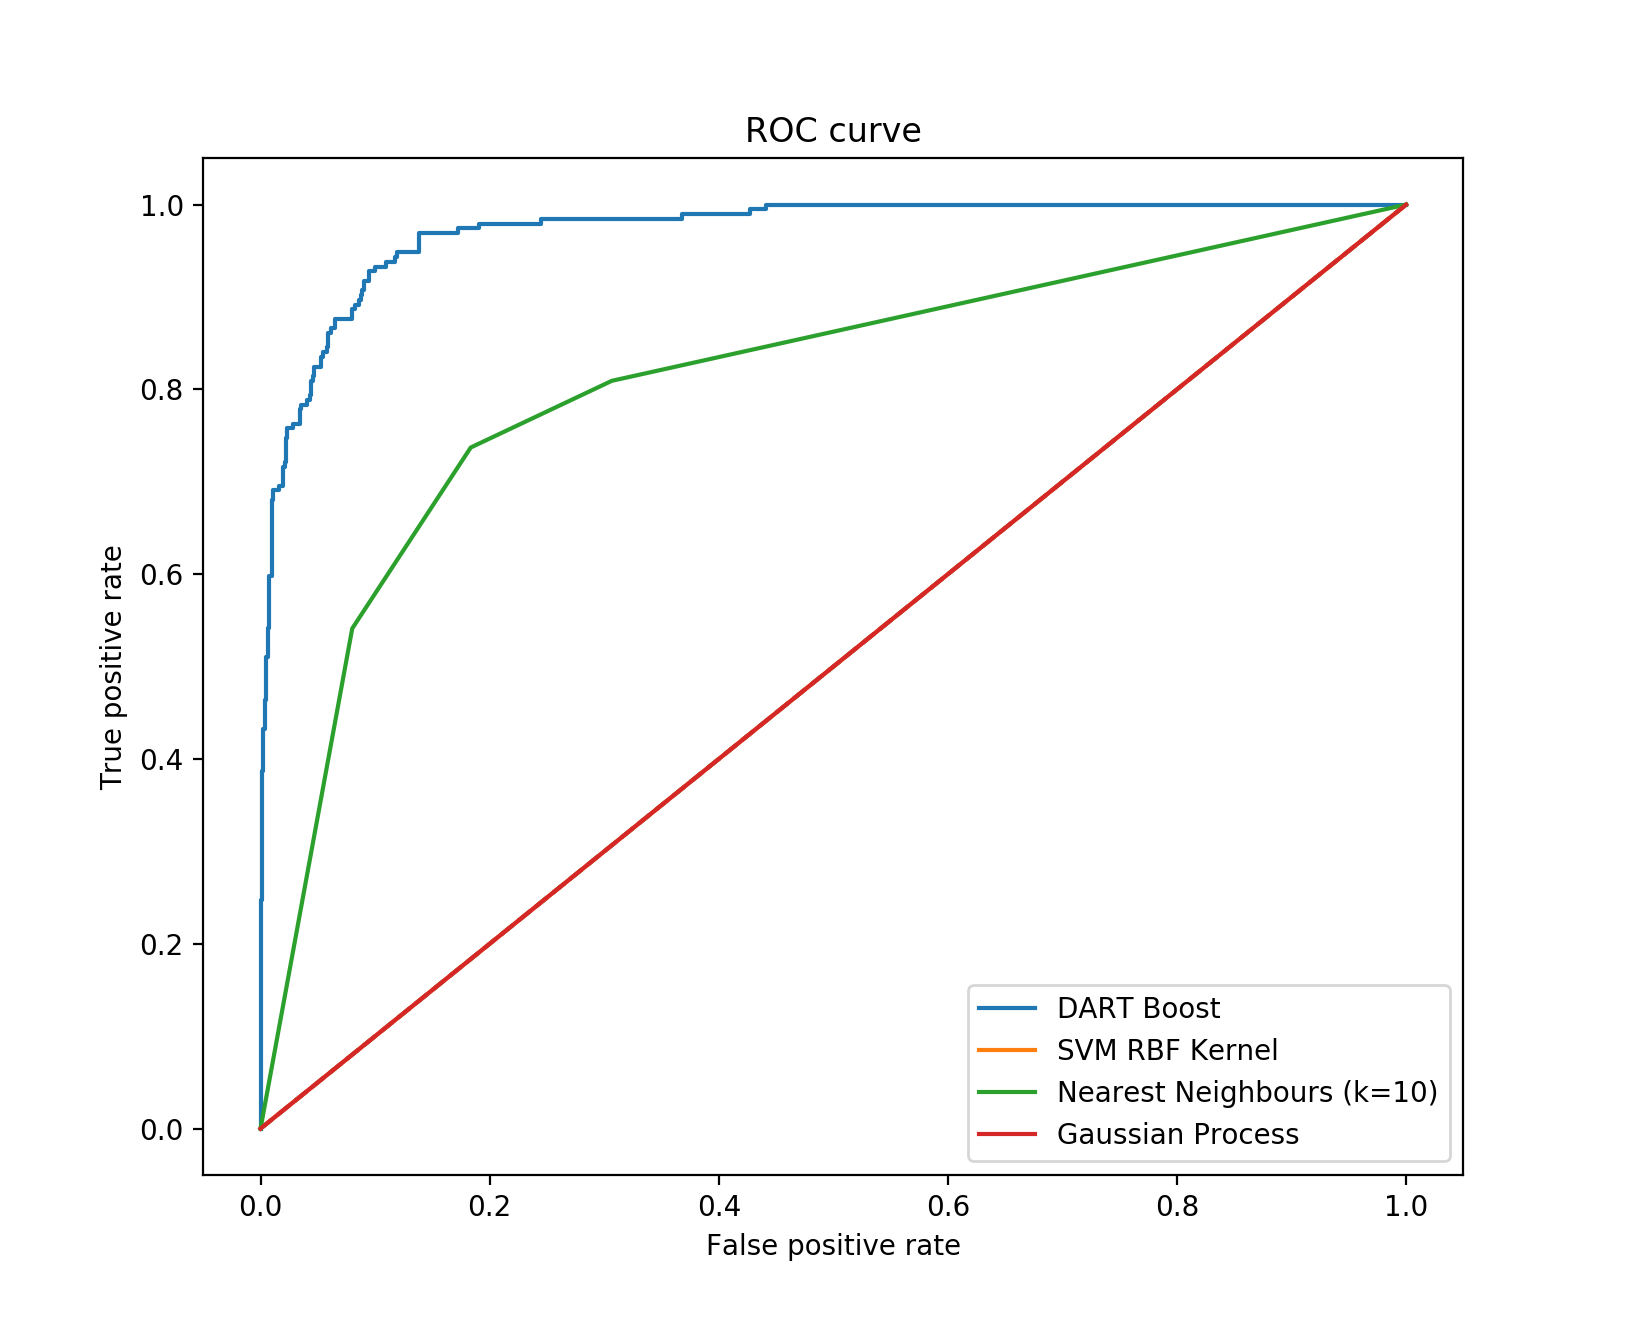 ROC curve
1.0
0.8
0.6
0.4
0.2
0.0
True positive rate
DART Boost
SVM RBF Kernel
Nearest Neighbours (k=10)
Gaussian Process
0.0 0.2 0.4 0.6 0.8 1.0
False positive rate